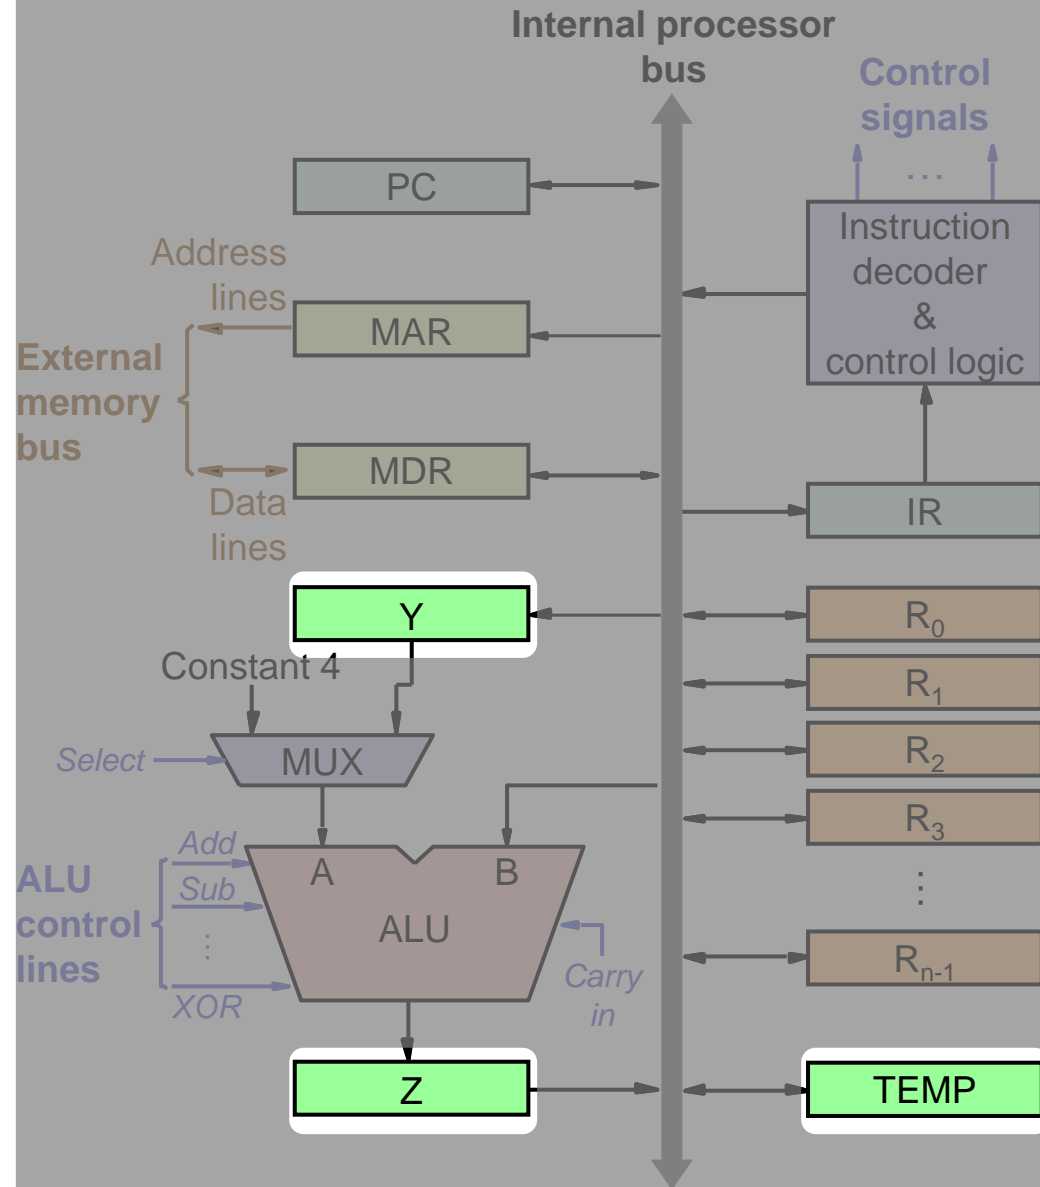 Internal processor
bus
Control
signals
...
PC
Instruction
decoder
&
control logic
Address
lines
MAR
External
memory
bus
MDR
Data
lines
IR
Y
R0
Constant 4
R1
Select
MUX
R2
R3
Add
A
B
ALU
control
lines
Sub
⋮
⋮
ALU
Rn-1
Carry
in
XOR
Z
TEMP